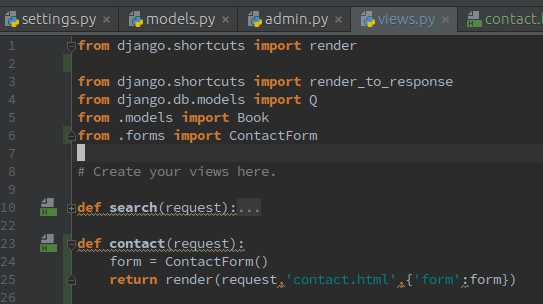 settings.py × models.py × admin.py × views.py × contact.
1 from django.shortcuts import render
2
3 from django.shortcuts import render_to_response
4 from django.db.models import Q
5 from .models import Book
6 from .forms import ContactForm
7
8 # Create your views here.
9
10 def search(request):...
22
23 def contact(request):
24 form = ContactForm()
25 return render(request,'contact.html',{'form':form})
26